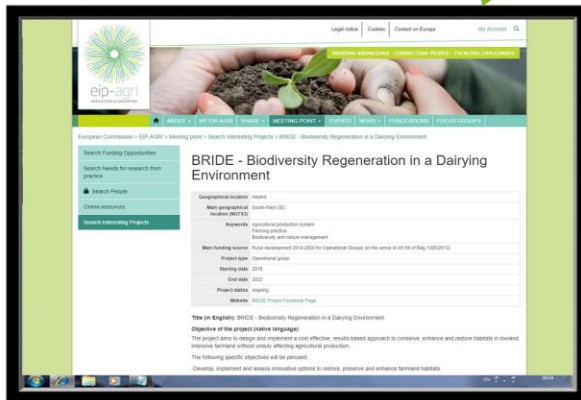 Legal notice | Cookies | Contact on Europa My Account
SHARING KNOWLEDGE - CONNECTING PEOPLE - TACKLING CHALLENGES
eip-agri
AGRICULTURE & INNOVATION
ABOUT MY EIP-AGRI SHARE MEETING POINT EVENTS NEWS PUBLICATIONS FOCUS GROUPS
European Commission > EIP-AGRI > Meeting point > Search Interesting Projects > BRIDE - Biodiversity Regeneration in a Dairying Environment
Search Funding Opportunities
Search Needs for research from practice
Search People
Online resources
Search Interesting Projects
BRIDE - Biodiversity Regeneration in a Dairying
Environment
Geographical location Ireland
Main geographical location (NUTS3) South-West (IE)
Keywords Agricultural production system
Farming practice
Biodiversity and nature management
Main funding source Rural development 2014-2020 for Operational Groups (in the sense of Art 56 of Reg.1305/2013)
Project type Operational group
Starting date 2018
End date 2022
Project status ongoing
Website BRIDE Project Facebook Page
Title (in English): BRIDE - Biodiversity Regeneration in a Dairying Environment
Objective of the project (native language):
The project aims to design and implement a cost effective, results-based approach to conserve, enhance and restore habitats in lowland
intensive farmland without unduly affecting agricultural production.
The following specific objectives will be perused:
-Develop, implement and assess innovative options to restore, preserve and enhance farmland habitats
EN